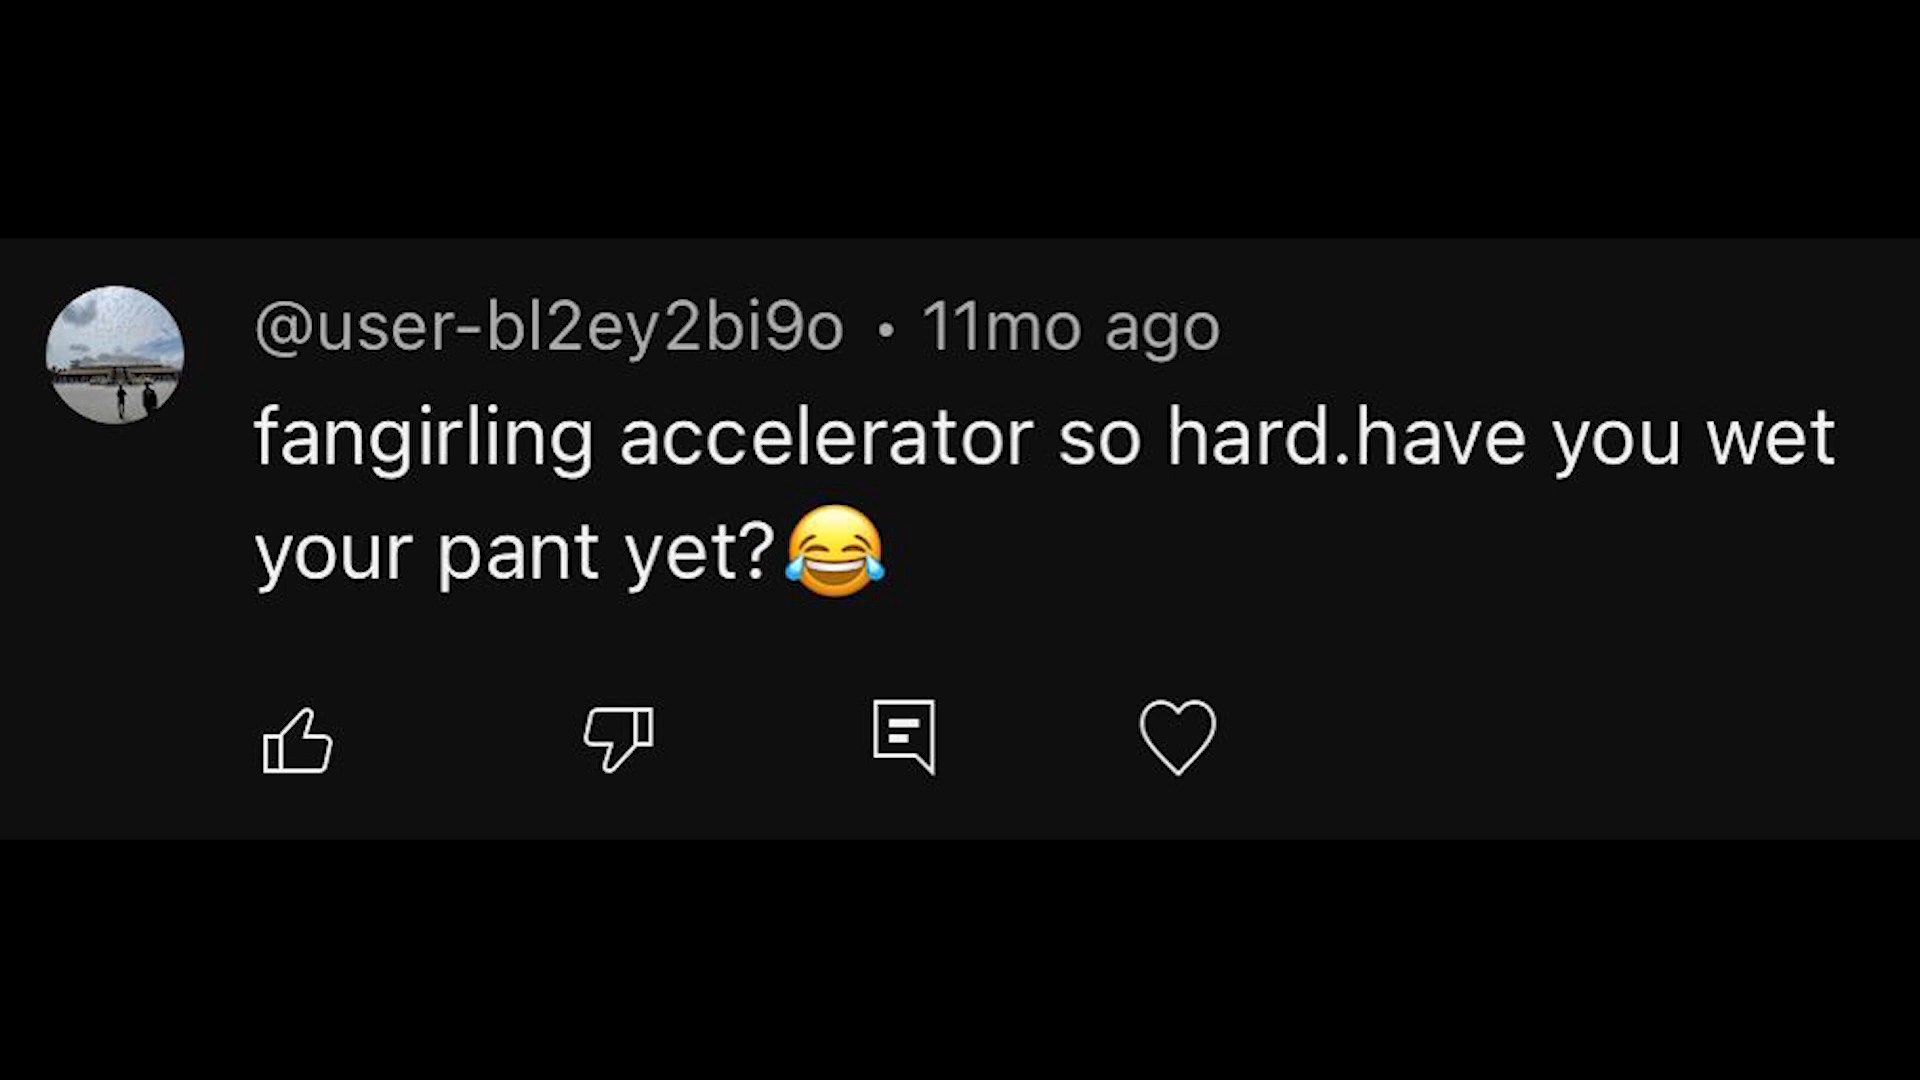 @user-bl2ey2bi9o • 11mo ago
fangirling accelerator so hard.have you wet
your pant yet?😂